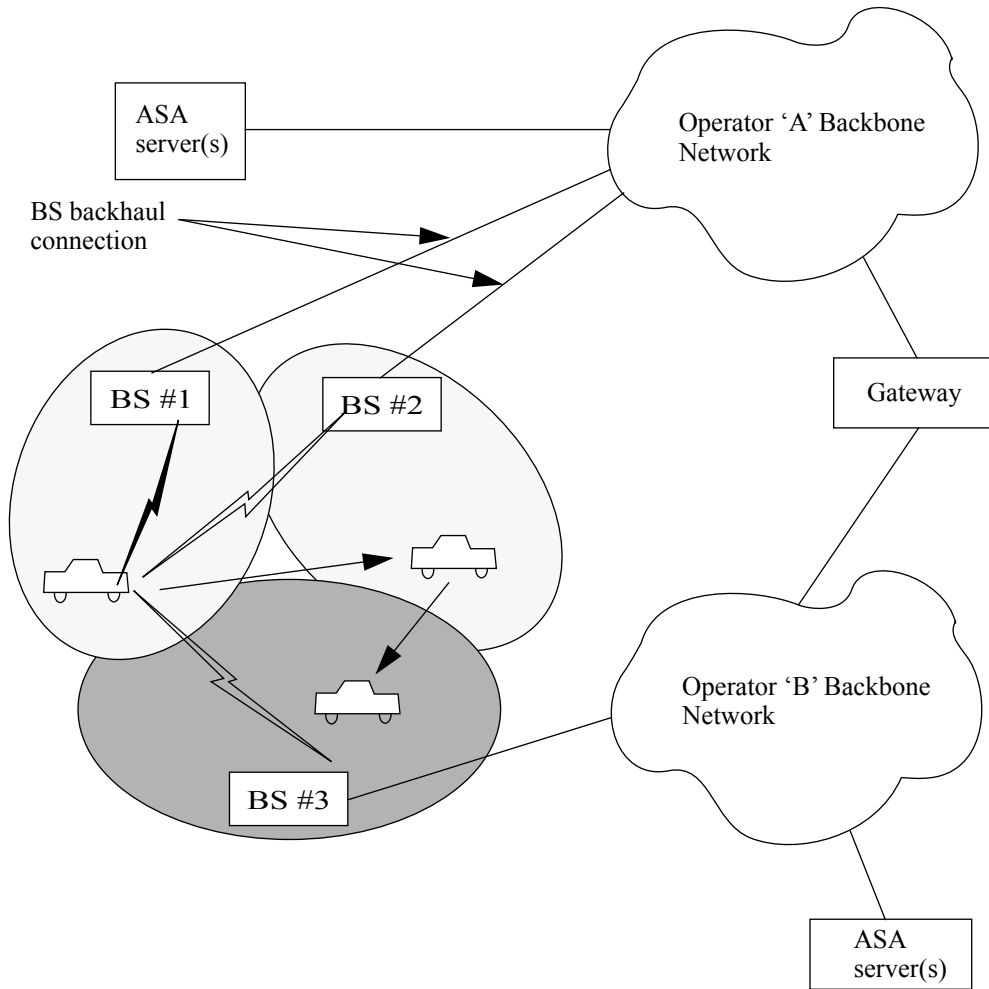 ASA
server(s)
Operator ‘A’ Backbone
Network
BS backhaul
connection
BS #1
BS #2
Gateway
Operator ‘B’ Backbone
Network
BS #3
ASA
server(s)